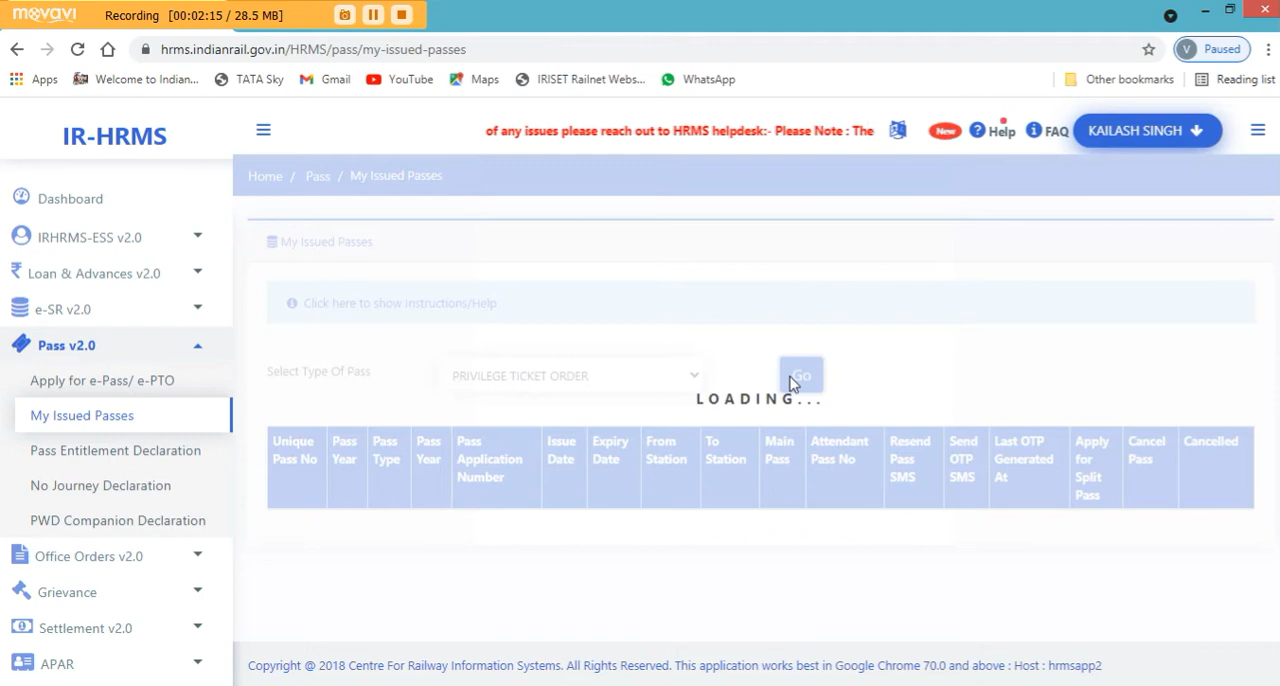 movavi Recording [00:02:15 / 28.5 MB]
hrms.indianrail.gov.in/HRMS/pass/my-issued-passes
V Paused
Apps Welcome to Indian... TATA Sky Gmail YouTube Maps IRISET Railnet Webs... WhatsApp Other bookmarks Reading list
IR-HRMS
of any issues please reach out to HRMS helpdesk:- Please Note : The
New Help FAQ KAILASH SINGH
Home / Pass / My Issued Passes
Dashboard
IRHRMS-ESS v2.0
Loan & Advances v2.0
e-SR v2.0
Pass v2.0
Apply for e-Pass/ e-PTO
My Issued Passes
Pass Entitlement Declaration
No Journey Declaration
PWD Companion Declaration
Office Orders v2.0
Grievance
Settlement v2.0
APAR
My Issued Passes
Click here to show Instructions/Help
Select Type Of Pass PRIVILEGE TICKET ORDER Go
LOADING...
Unique Pass No
Pass Year
Pass Type
Pass Year
Pass Application Number
Issue Date
Expiry Date
From Station
To Station
Main Pass
Attendant Pass No
Resend Pass SMS
Send OTP SMS
Last OTP Generated At
Apply for Split Pass
Cancel Pass
Cancelled
Copyright @ 2018 Centre For Railway Information Systems. All Rights Reserved. This application works best in Google Chrome 70.0 and above : Host : hrmsapp2